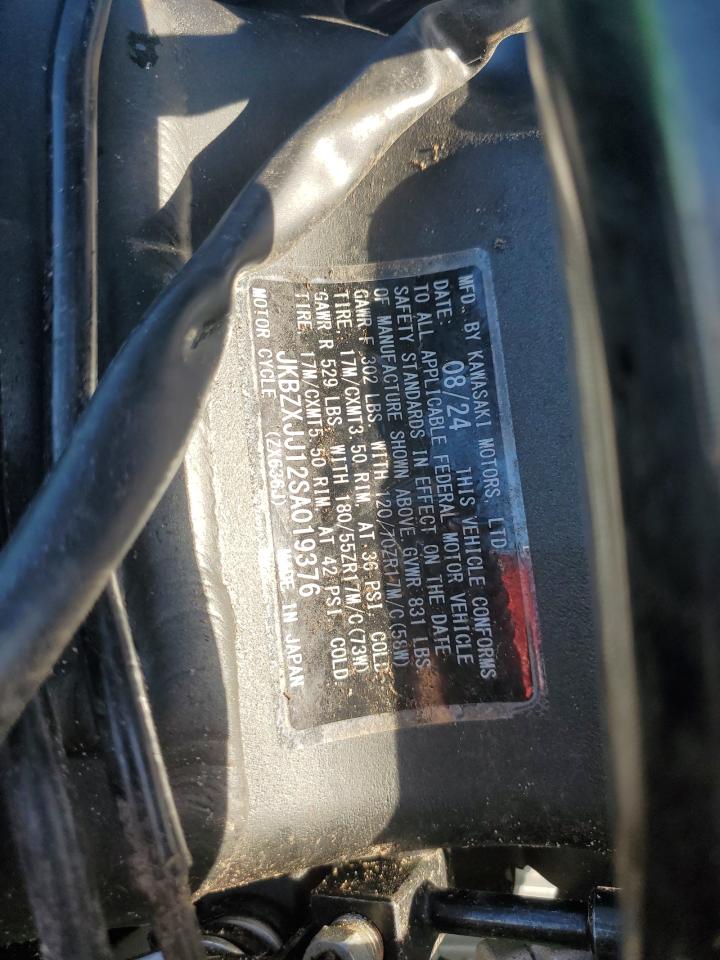 MFD. BY KAWASAKI MOTORS, LTD.
DATE: 08/24 THIS VEHICLE CONFORMS
TO ALL APPLICABLE FEDERAL MOTOR VEHICLE
SAFETY STANDARDS IN EFFECT ON THE DATE
OF MANUFACTURE SHOWN ABOVE. GVWR 831 LBS
GAWR F 302 LBS. WITH 120/70ZR17M/C(58W)
TIRE. 17M/CXMT3.50 RIM, AT 36 PSI COLD
GAWR R 529 LBS. WITH 180/55ZR17M/C(73W)
TIRE 17M/CXMT5.50 RIM, AT 42 PSI COLD
JKBZXJU12SA019376
MOTOR CYCLE (ZX636J) MADE IN JAPAN